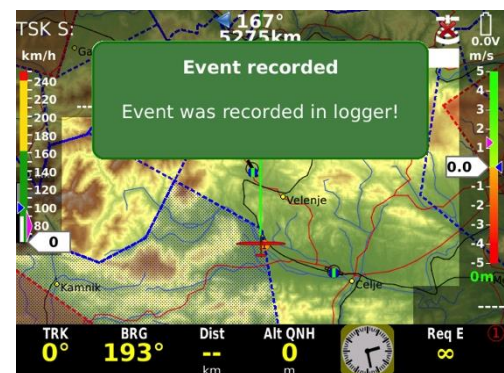 TSK S:
167°
5275km
0.0V
km/h
m/s
Event recorded
Event was recorded in logger!
240
220
200
180
160
140
120
100
80
0
5
4
3
2
1
0.0
-1
-2
-3
-4
-5
0m
Velenje
Kamnik
Celje
TRK
BRG
Dist
Alt QNH
Req E
1
0°
193°
--
0
∞
km
m